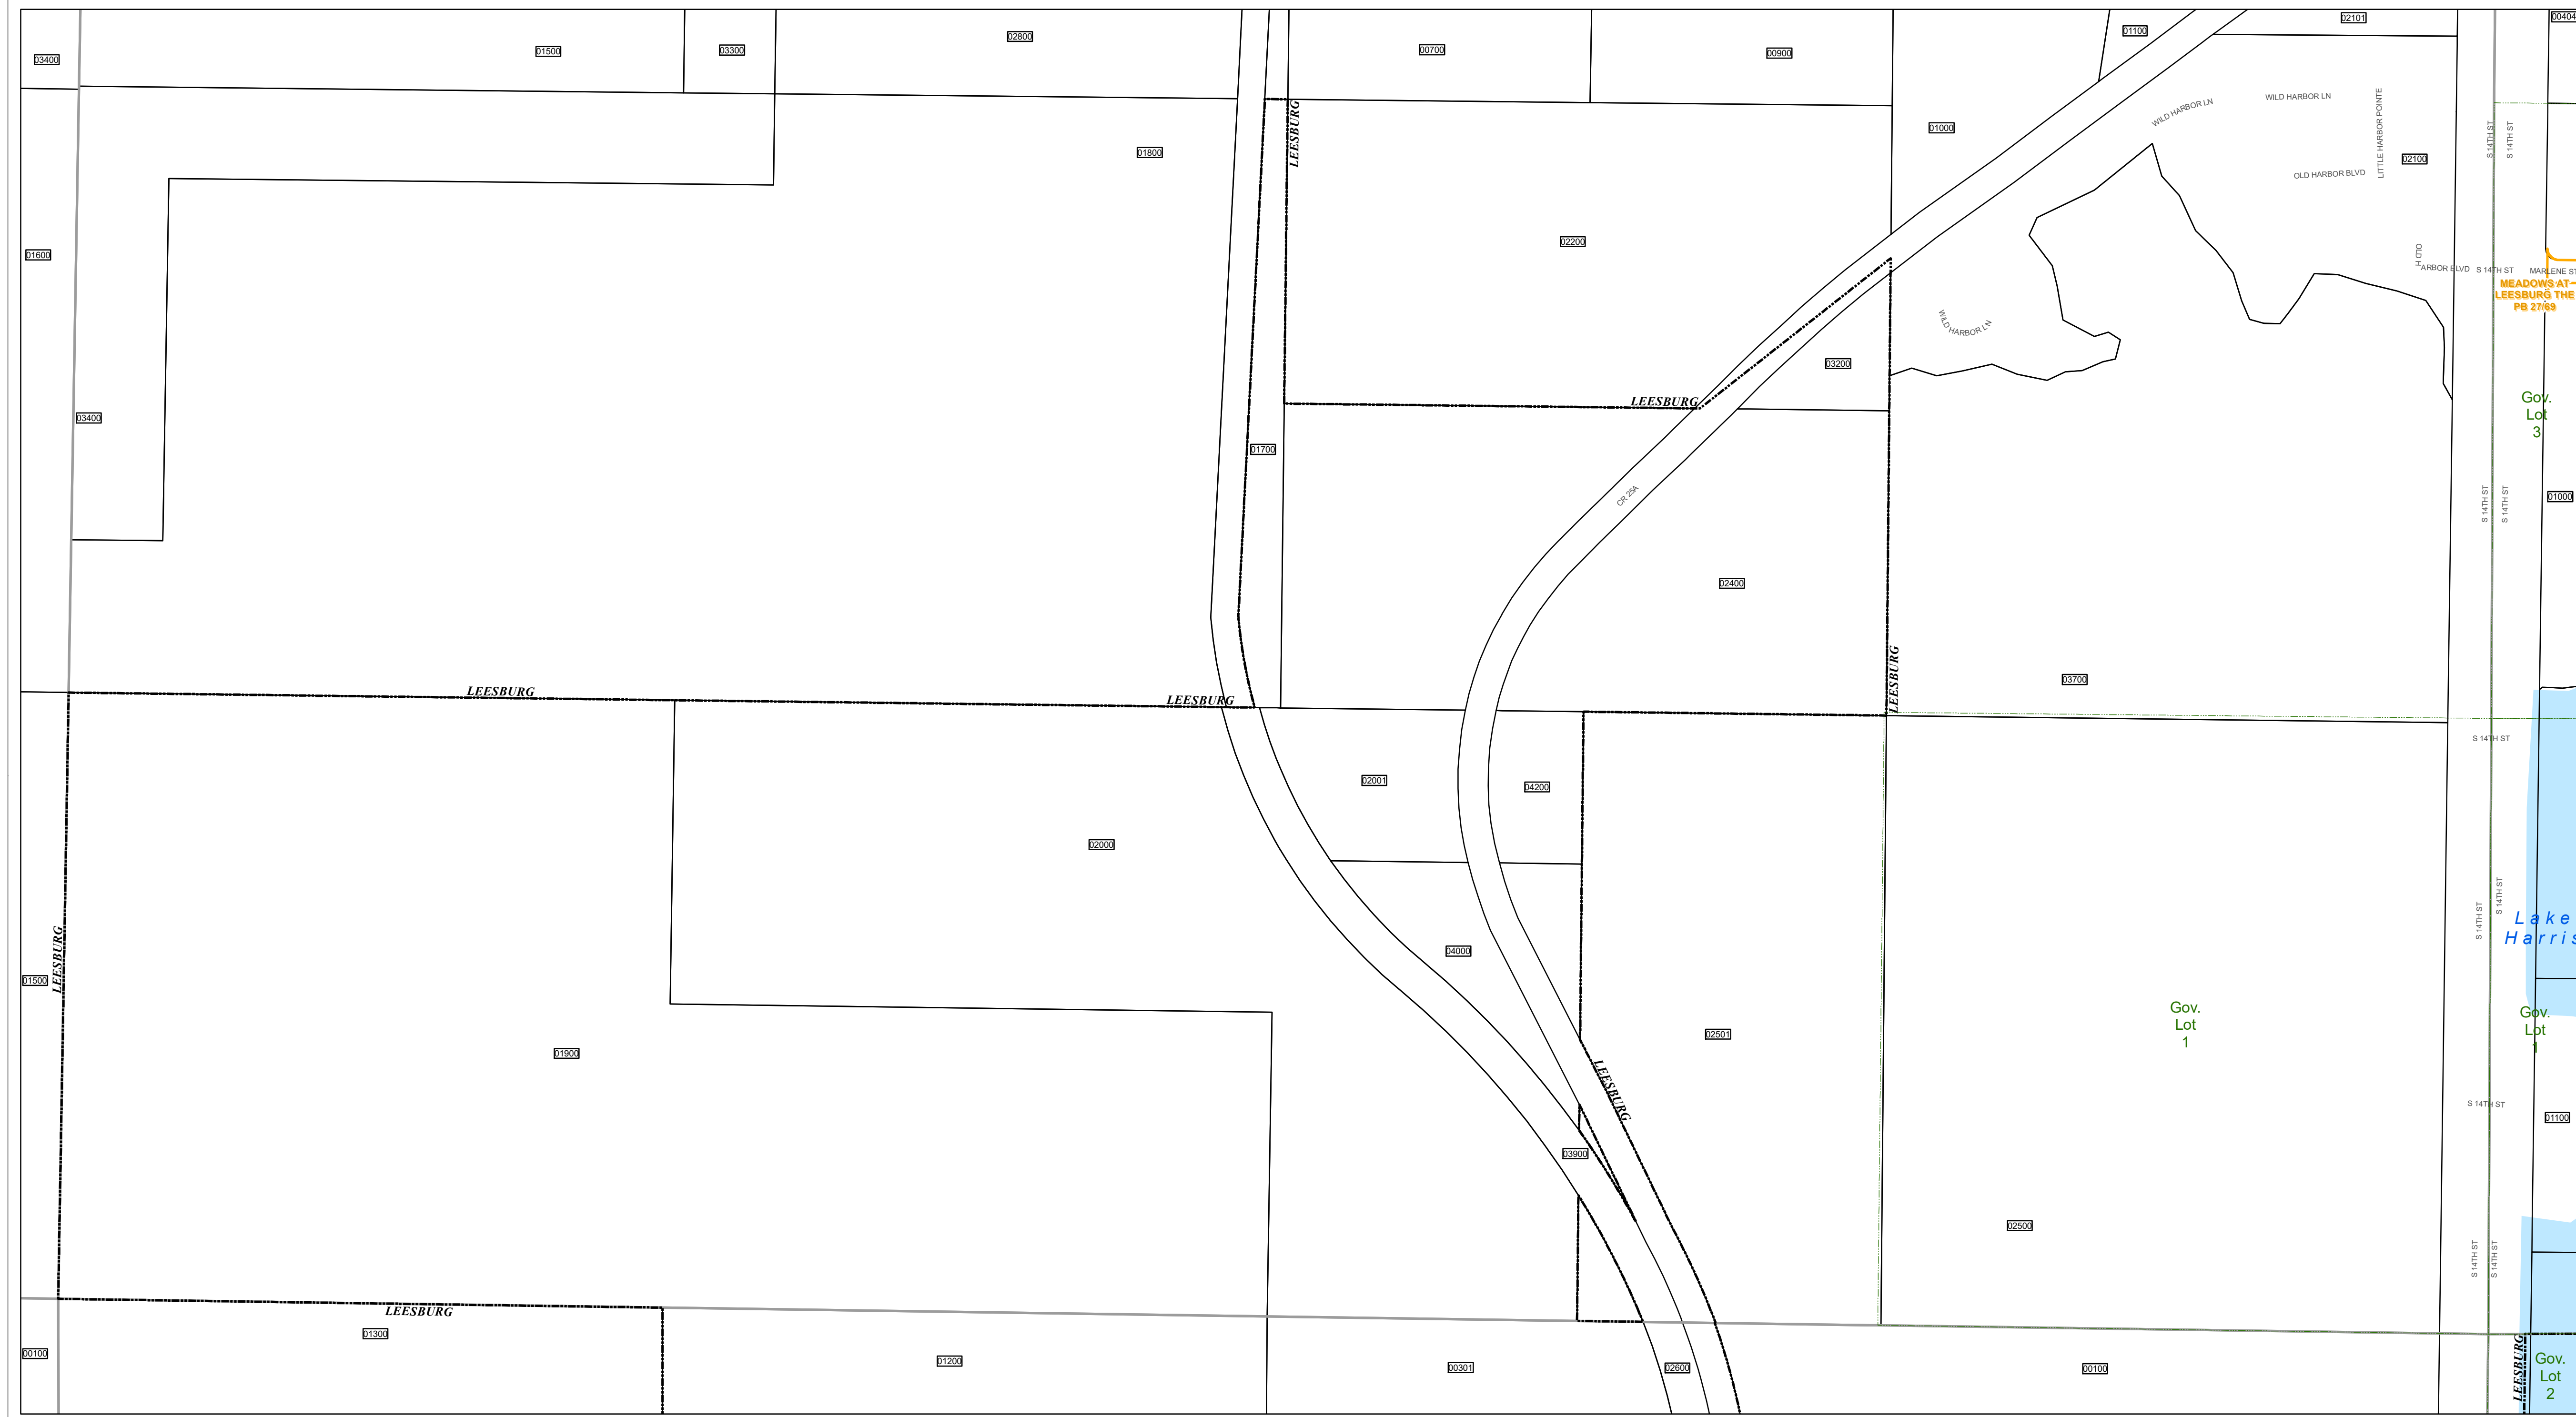 03400
01500
03300
02800
00700
00900
01100
02101
00404
WILD HARBOR LN
WILD HARBOR LN
LITTLE HARBOR POINTE
LEESBURG
01000
S 14TH ST
S 14TH ST
01800
02100
OLD HARBOR BLVD
02200
01600
OLD H
ARBOR BLVD
S 14TH ST
MARLENE ST
MEADOWS AT
LEESBURG THE
PB 27/69
WILD HARBOR LN
03200
LEESBURG
Gov.
Lot
3
03400
01700
CR 25A
S 14TH ST
S 14TH ST
01000
02400
LEESBURG
03700
LEESBURG
LEESBURG
S 14TH ST
02001
04200
02000
S 14TH ST
S 14TH ST
Lake
Harris
LEESBURG
04000
01500
Gov.
Lot
1
Gov.
Lot
1
02501
01900
LEESBURG
S 14TH ST
01100
03900
02500
S 14TH ST
S 14TH ST
LEESBURG
01300
00100
01200
00301
02600
00100
LEESBURG
Gov.
Lot
2